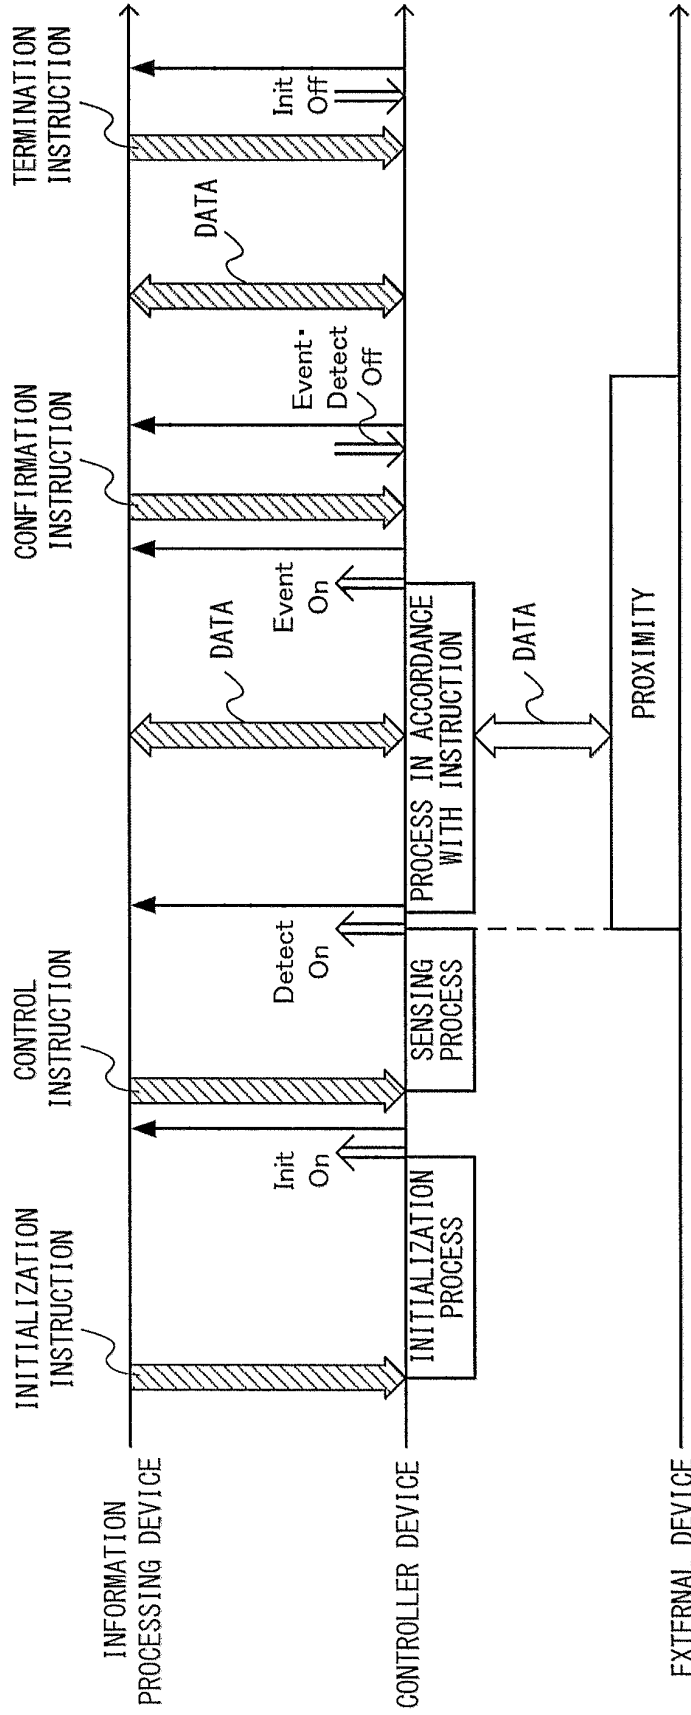 INITIALIZATION
INSTRUCTION
CONTROL
INSTRUCTION
CONFIRMATION
INSTRUCTION
TERMINATION
INSTRUCTION
INFORMATION
PROCESSING DEVICE
DATA
DATA
Init
On
Detect
On
Event
On
Event・
Detect
Off
Init
Off
CONTROLLER DEVICE
INITIALIZATION
PROCESS
SENSING
PROCESS
PROCESS IN ACCORDANCE
WITH INSTRUCTION
DATA
PROXIMITY
EXTERNAL DEVICE